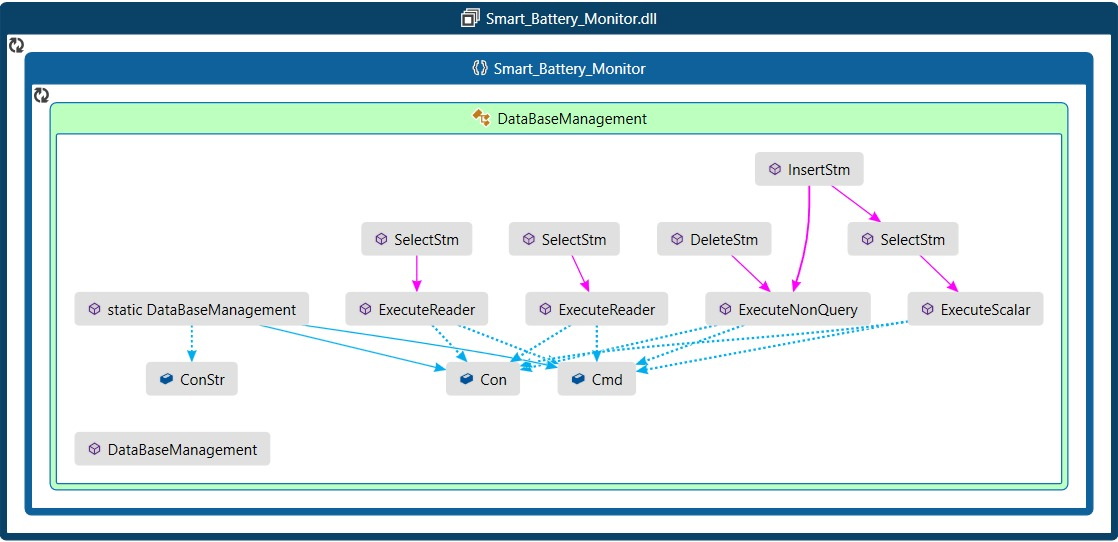 Smart_Battery_Monitor.dll
Smart_Battery_Monitor
DataBaseManagement
InsertStm
SelectStm
SelectStm
DeleteStm
SelectStm
static DataBaseManagement
ExecuteReader
ExecuteReader
ExecuteNonQuery
ExecuteScalar
ConStr
Con
Cmd
DataBaseManagement